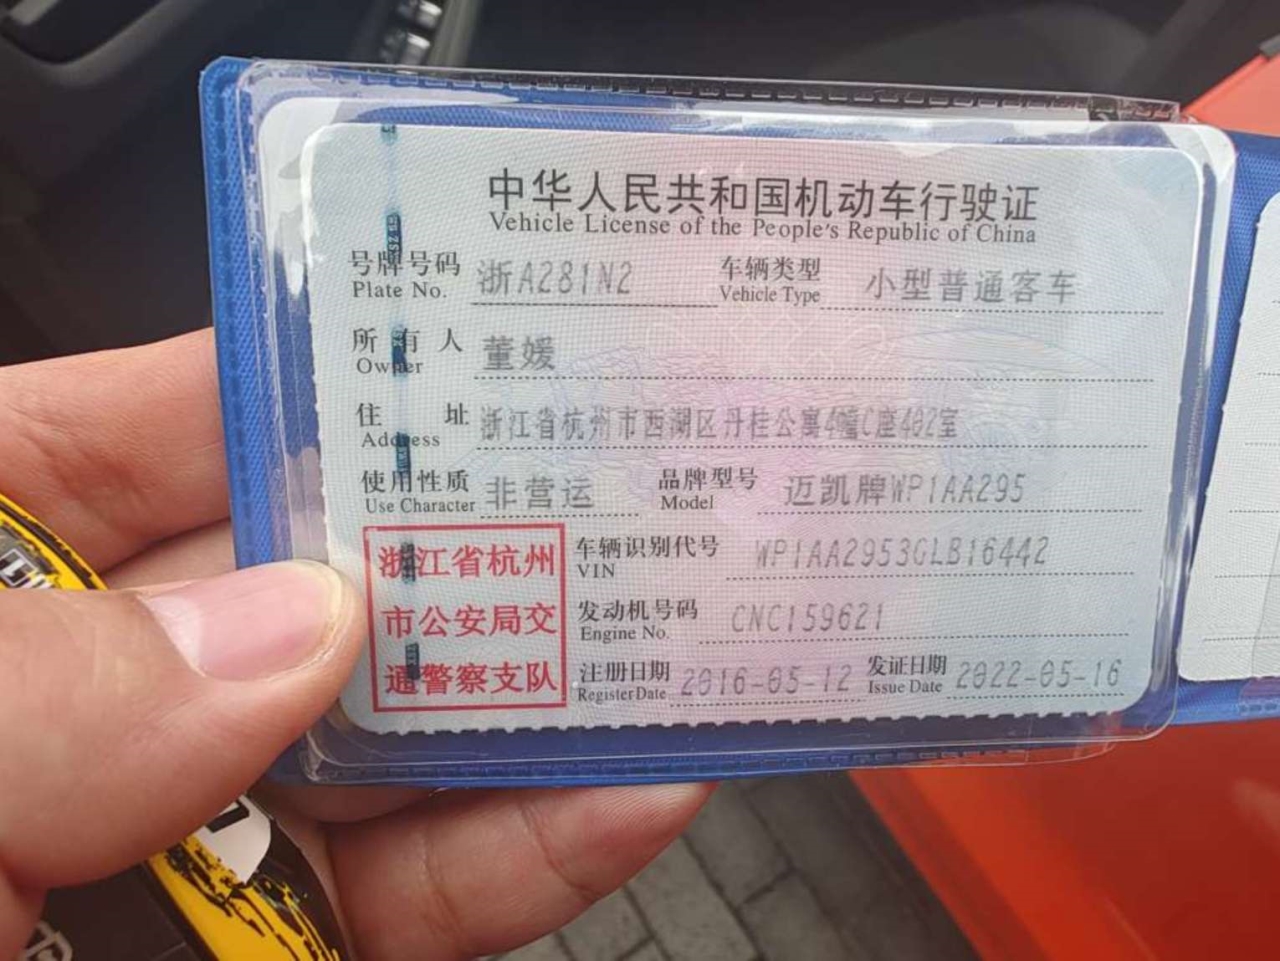 中华人民共和国机动车行驶证
Vehicle License of the People's Republic of China
号牌号码 浙A281N2 车辆类型 小型普通客车
Plate No. Vehicle Type
所有人 董媛
Owner
住址 浙江省杭州市西湖区丹桂公寓4幢C座402室
Address
使用性质 非营运 品牌型号 迈凯牌WP1AA295
Use Character Model
浙江省杭州
市公安局交
通警察支队
车辆识别代号 WP1AA2953GLB16442
VIN
发动机号码 CNC159621
Engine No.
注册日期 2016-05-12 发证日期 2022-05-16
Register Date Issue Date